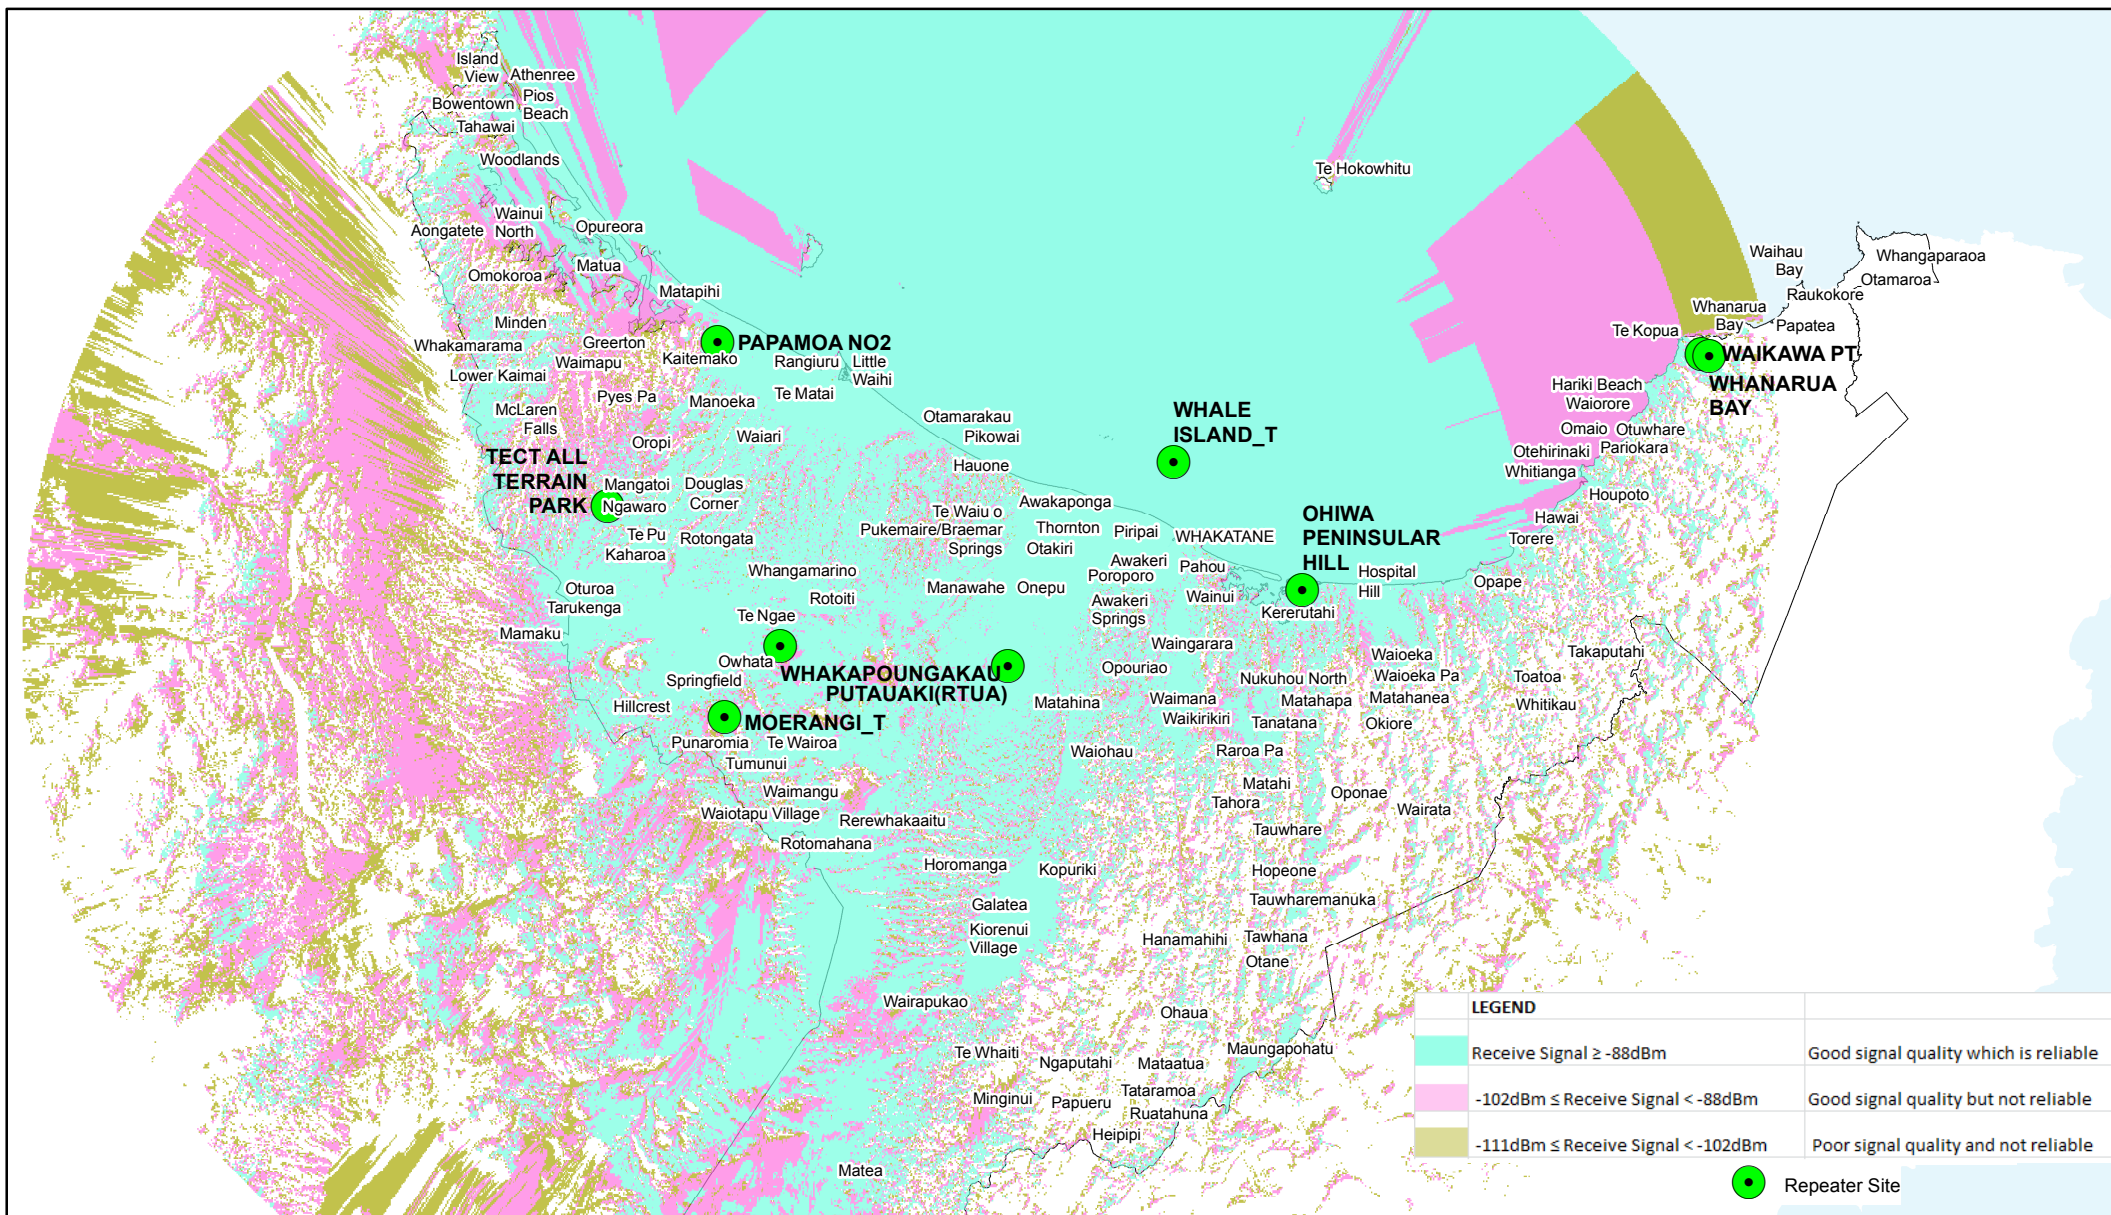 Island
View
Athenree
Pios
Beach
Bowentown
Tahawai
Woodlands
Te Hokowhitu
Wainui
North
Aongatete
Opureora
Matua
Omokoroa
Matapihi
Waihau
Bay
Whangaparaoa
Otamaroa
Raukokore
Whanarua
Bay
Papatea
Te Kopua
Minden
Whakamarama
Greerton
Kaitemako
PAPAMOA NO2
Waimapu
Rangiuru
Little
Waihi
Lower Kaimai
WAIKAWA PT
WHANARUA
BAY
Hariki Beach
Waiorore
Pyes Pa
Manoeka
Te Matai
McLaren
Falls
Otamarakau
Pikowai
WHALE
ISLAND_T
Omaio
Otuwhare
Pariokara
Otehirinaki
Whitianga
Oropi
Waiari
Hauone
TECT ALL
TERRAIN
PARK
Mangatoi
Ngawaro
Douglas
Corner
Houpoto
Awakaponga
Te Waiu o
Pukemaire/Braemar
Springs
Thornton
Otakiri
Piripai
WHAKATANE
OHIWA
PENINSULAR
HILL
Hawai
Torere
Te Pu
Kaharoa
Rotongata
Whangamarino
Rotoiti
Manawahe
Onepu
Awakeri
Poroporo
Pahou
Hospital
Hill
Opape
Oturoa
Tarukenga
Awakeri
Springs
Wainui
Kererutahi
Te Ngae
Mamaku
Waingarara
Takaputahi
Owhata
Springfield
WHAKAPOUNGAKAU
PUTAUAKI(RTUA)
Opouriao
Waioeka
Nukuhou North
Waioeka Pa
Toatoa
Hillcrest
MOERANGI_T
Matahina
Waimana
Matahapa
Matahanea
Whitikau
Waikirikiri
Tanatana
Okiore
Punaromia
Te Wairoa
Waiohau
Raroa Pa
Tumunui
Waimangu
Matahi
Tahora
Oponae
Wairata
Waiotapu Village
Rerewhakaaitu
Tauwhare
Rotomahana
Horomanga
Kopuriki
Hopeone
Galatea
Tauwharemanuka
Kiorenui
Village
Hanamahihi
Tawhana
Otane
Wairapukao
Ohaua
Te Whaiti
Ngaputahi
Mataatua
Maungapohatu
Minginui
Papueru
Tataramoa
Ruatahuna
Heipipi
Matea
LEGEND
Receive Signal ≥ -88dBm Good signal quality which is reliable
-102dBm ≤ Receive Signal < -88dBm Good signal quality but not reliable
-111dBm ≤ Receive Signal < -102dBm Poor signal quality and not reliable
Repeater Site